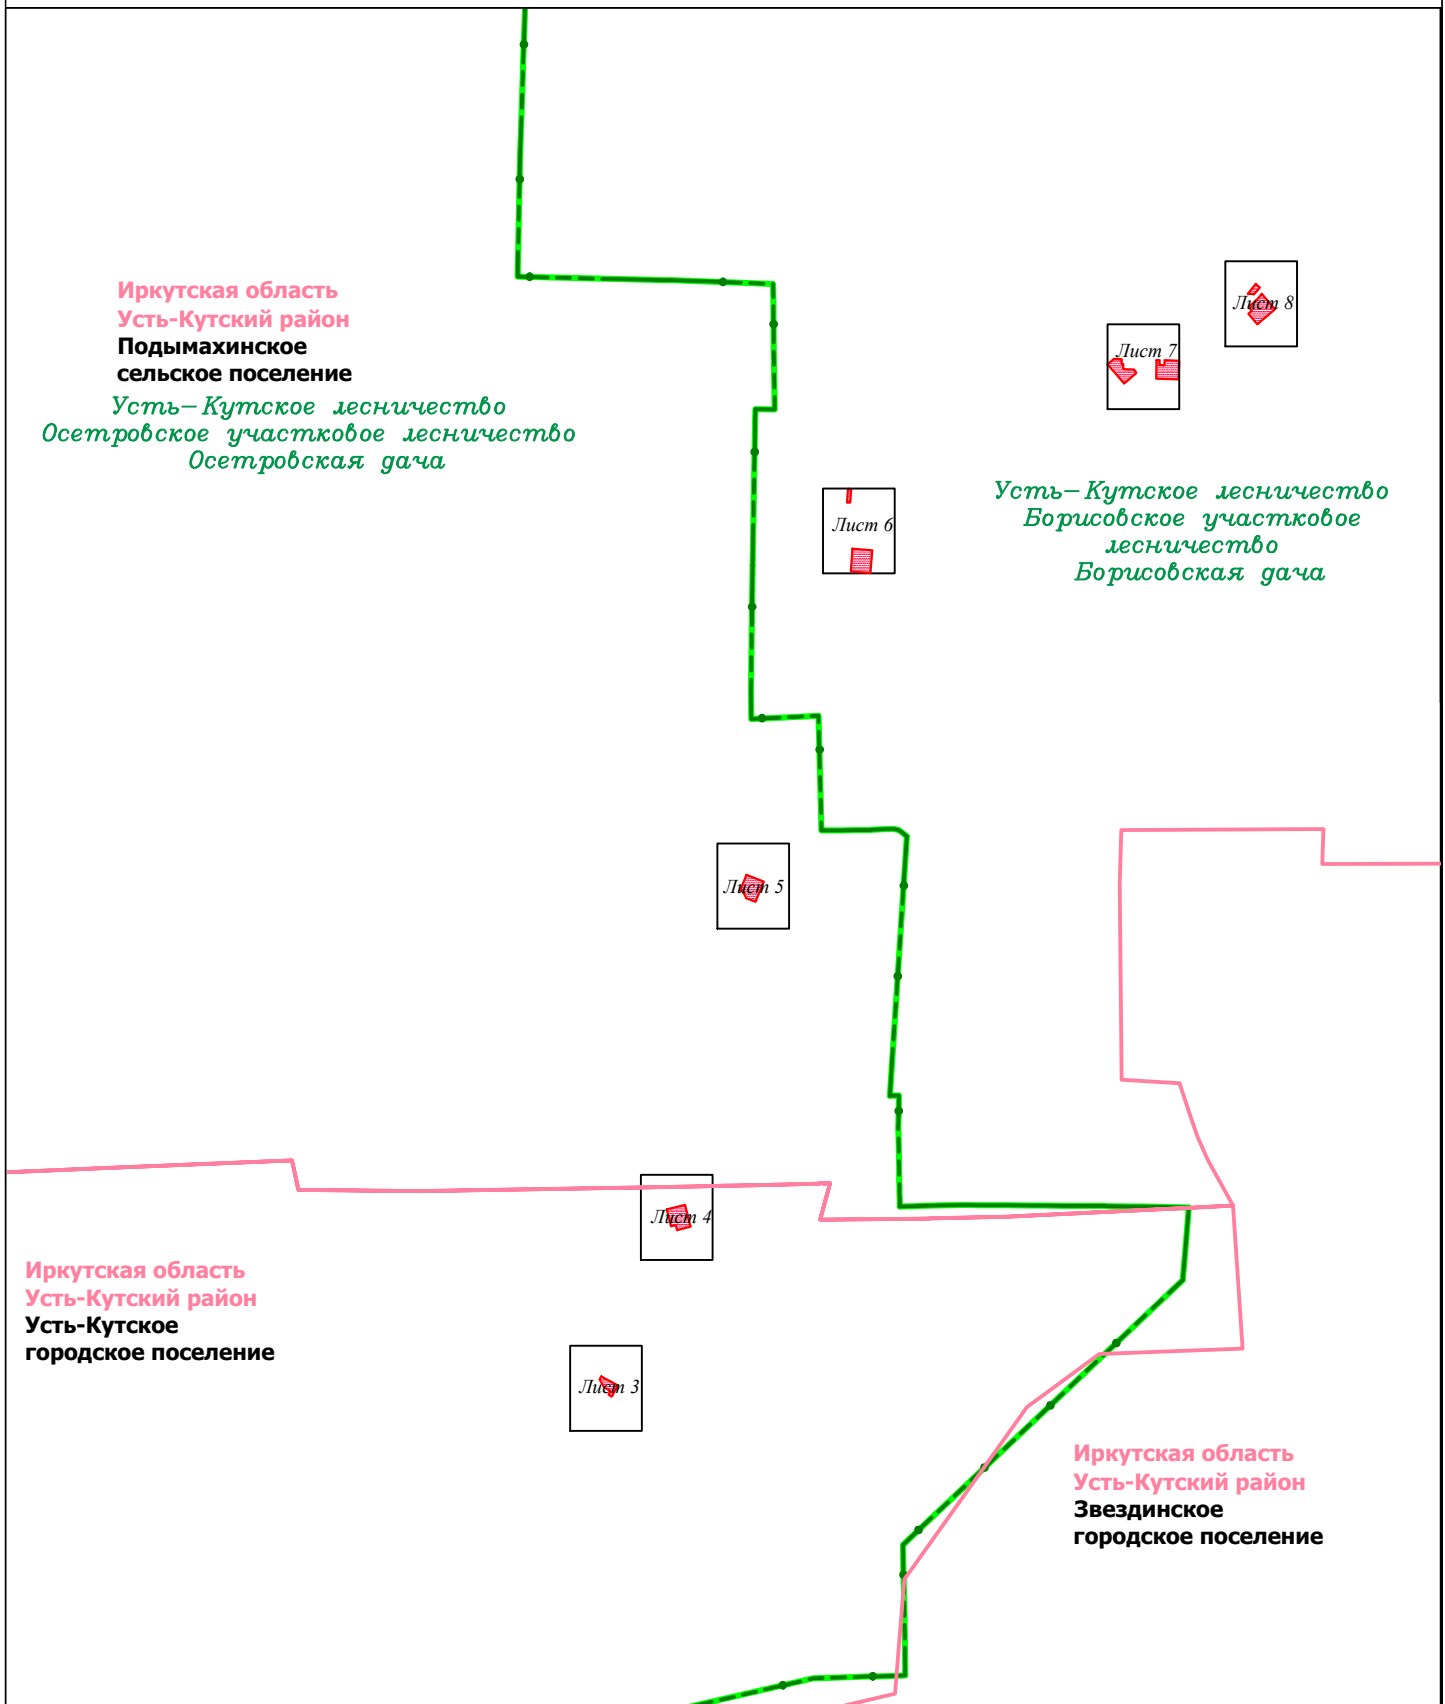 Иркутская область
Усть-Кутский район
Подымахинское
сельское поселение
Усть-Кутское лесничество
Осетровское участковое лесничество
Осетровская дача
Лист 8
Лист 7
Лист 6
Усть-Кутское лесничество
Борисовское участковое
лесничество
Борисовская дача
Лист 5
Лист 4
Иркутская область
Усть-Кутский район
Усть-Кутское
городское поселение
Лист 3
Иркутская область
Усть-Кутский район
Звездинское
городское поселение